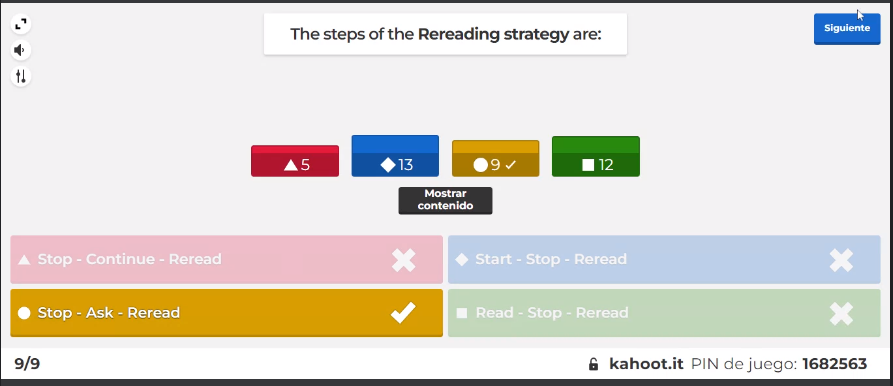 The steps of the Rereading strategy are:
Siguiente
5
13
9
12
Mostrar
contenido
Stop - Continue - Reread
Start - Stop - Reread
Stop - Ask - Reread
Read - Stop - Reread
9/9
kahoot.it PIN de juego: 1682563